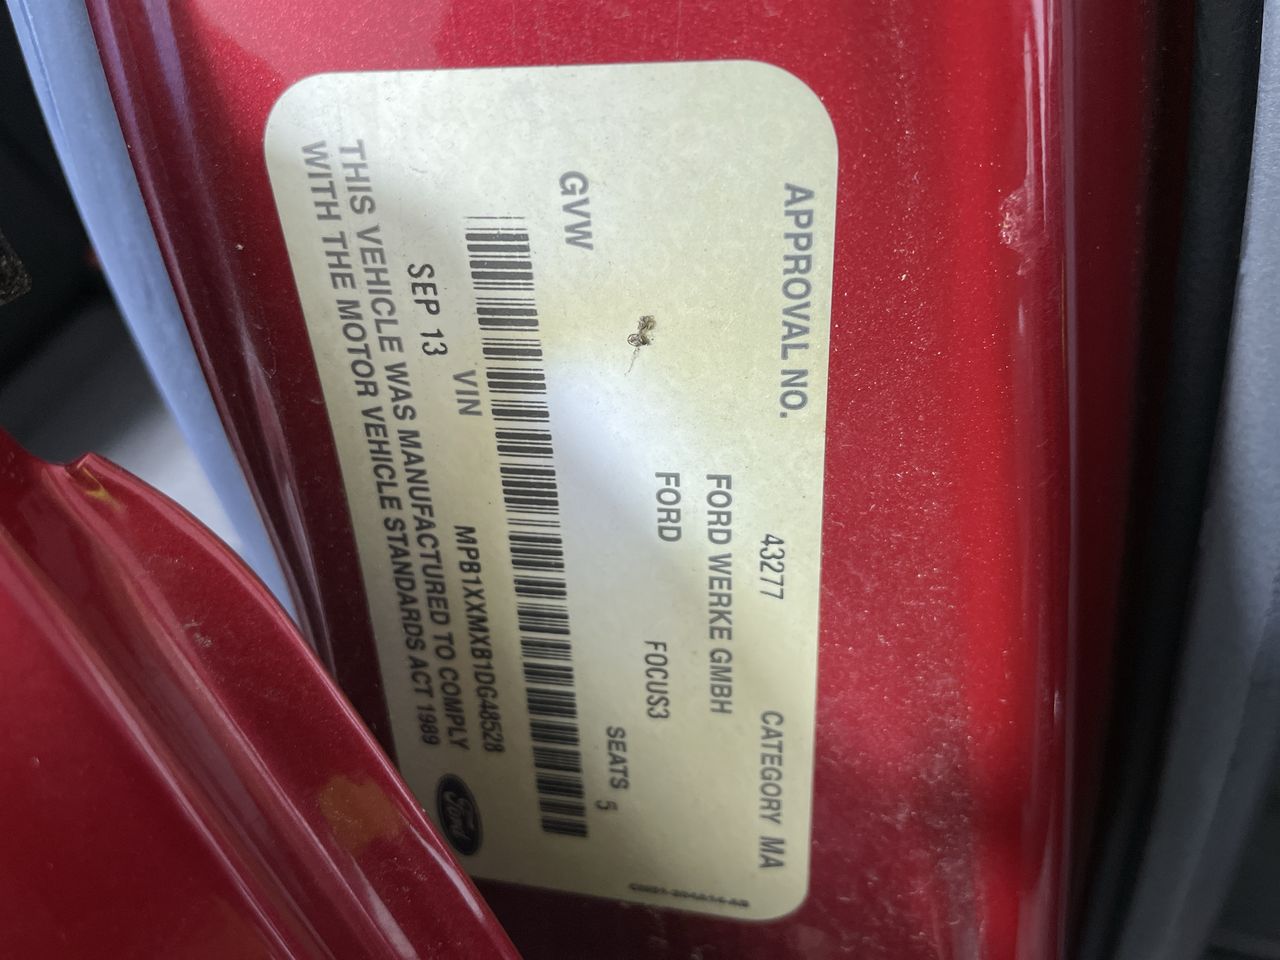 APPROVAL NO. 43277 CATEGORY MA
FORD WERKE GMBH
FORD FOCUS3
SEATS 5
GVW
VIN MPB1XXMXB1DG48528
SEP 13
THIS VEHICLE WAS MANUFACTURED TO COMPLY
WITH THE MOTOR VEHICLE STANDARDS ACT 1989
Ford